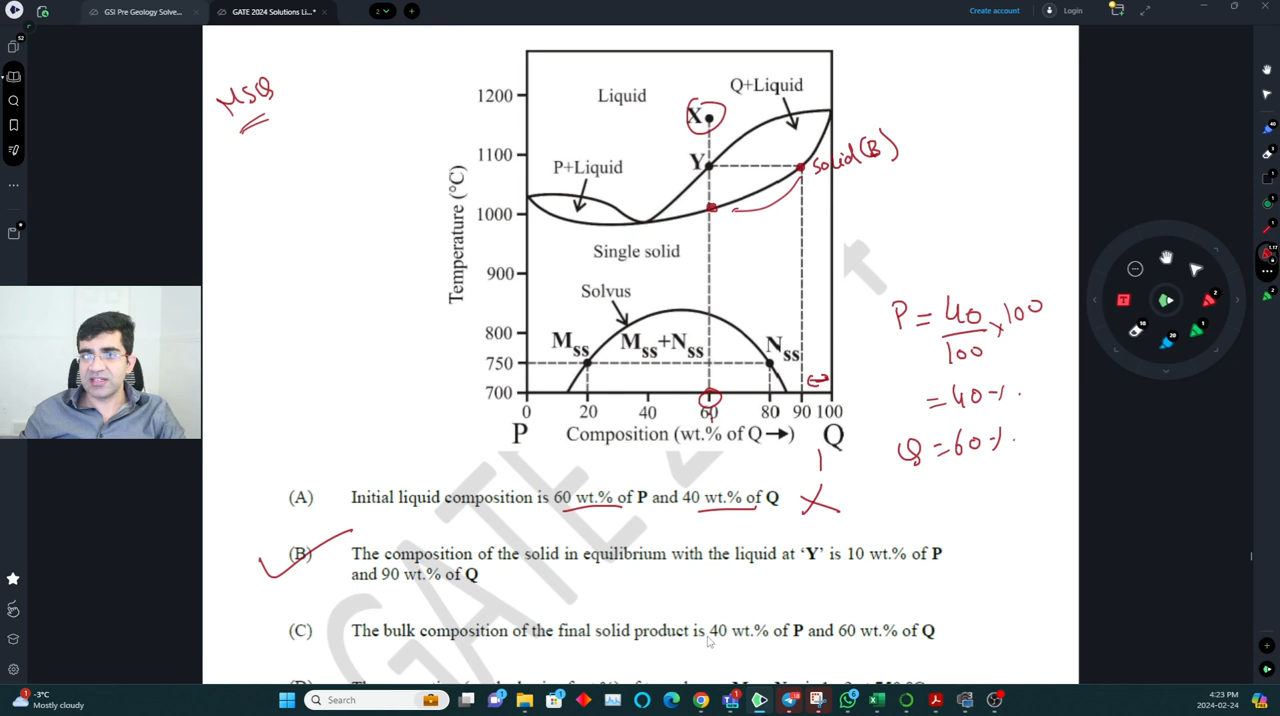 GSI Pre Geology Solve...
GATE 2024 Solutions Li...*
2
Create account
Login
52
MSQ
1200
1100
1000
900
800
750
700
Temperature (°C)
Liquid
Q+Liquid
X
Y
P+Liquid
Solid (B)
Single solid
Solvus
Mss
Mss+Nss
Nss
0 20 40 60 80 90 100
P Composition (wt.% of Q→) Q
P = 40/100 × 100
= 40 %.
Q = 60 %.
(A) Initial liquid composition is 60 wt.% of P and 40 wt.% of Q
(B) The composition of the solid in equilibrium with the liquid at ‘Y’ is 10 wt.% of P
and 90 wt.% of Q
(C) The bulk composition of the final solid product is 40 wt.% of P and 60 wt.% of Q
GATE 2
-3°C
Mostly cloudy
Search
4:23 PM
2024-02-24